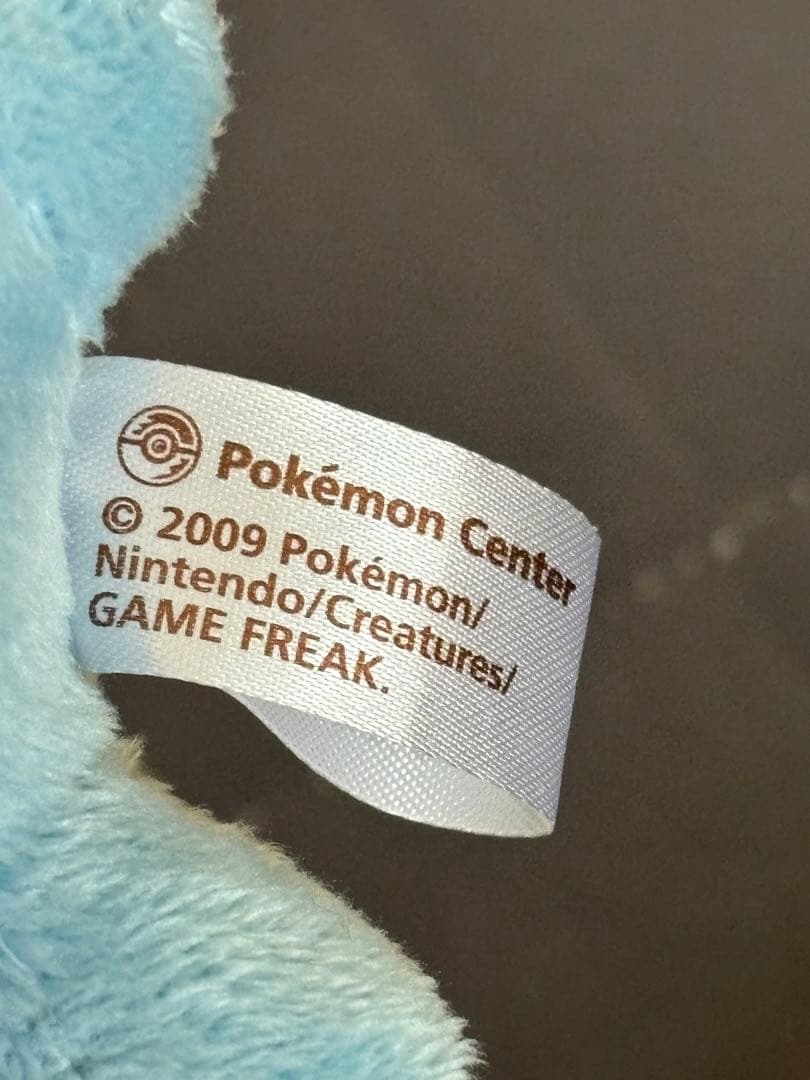 Pokémon Center
© 2009 Pokémon/
Nintendo/Creatures/
GAME FREAK.